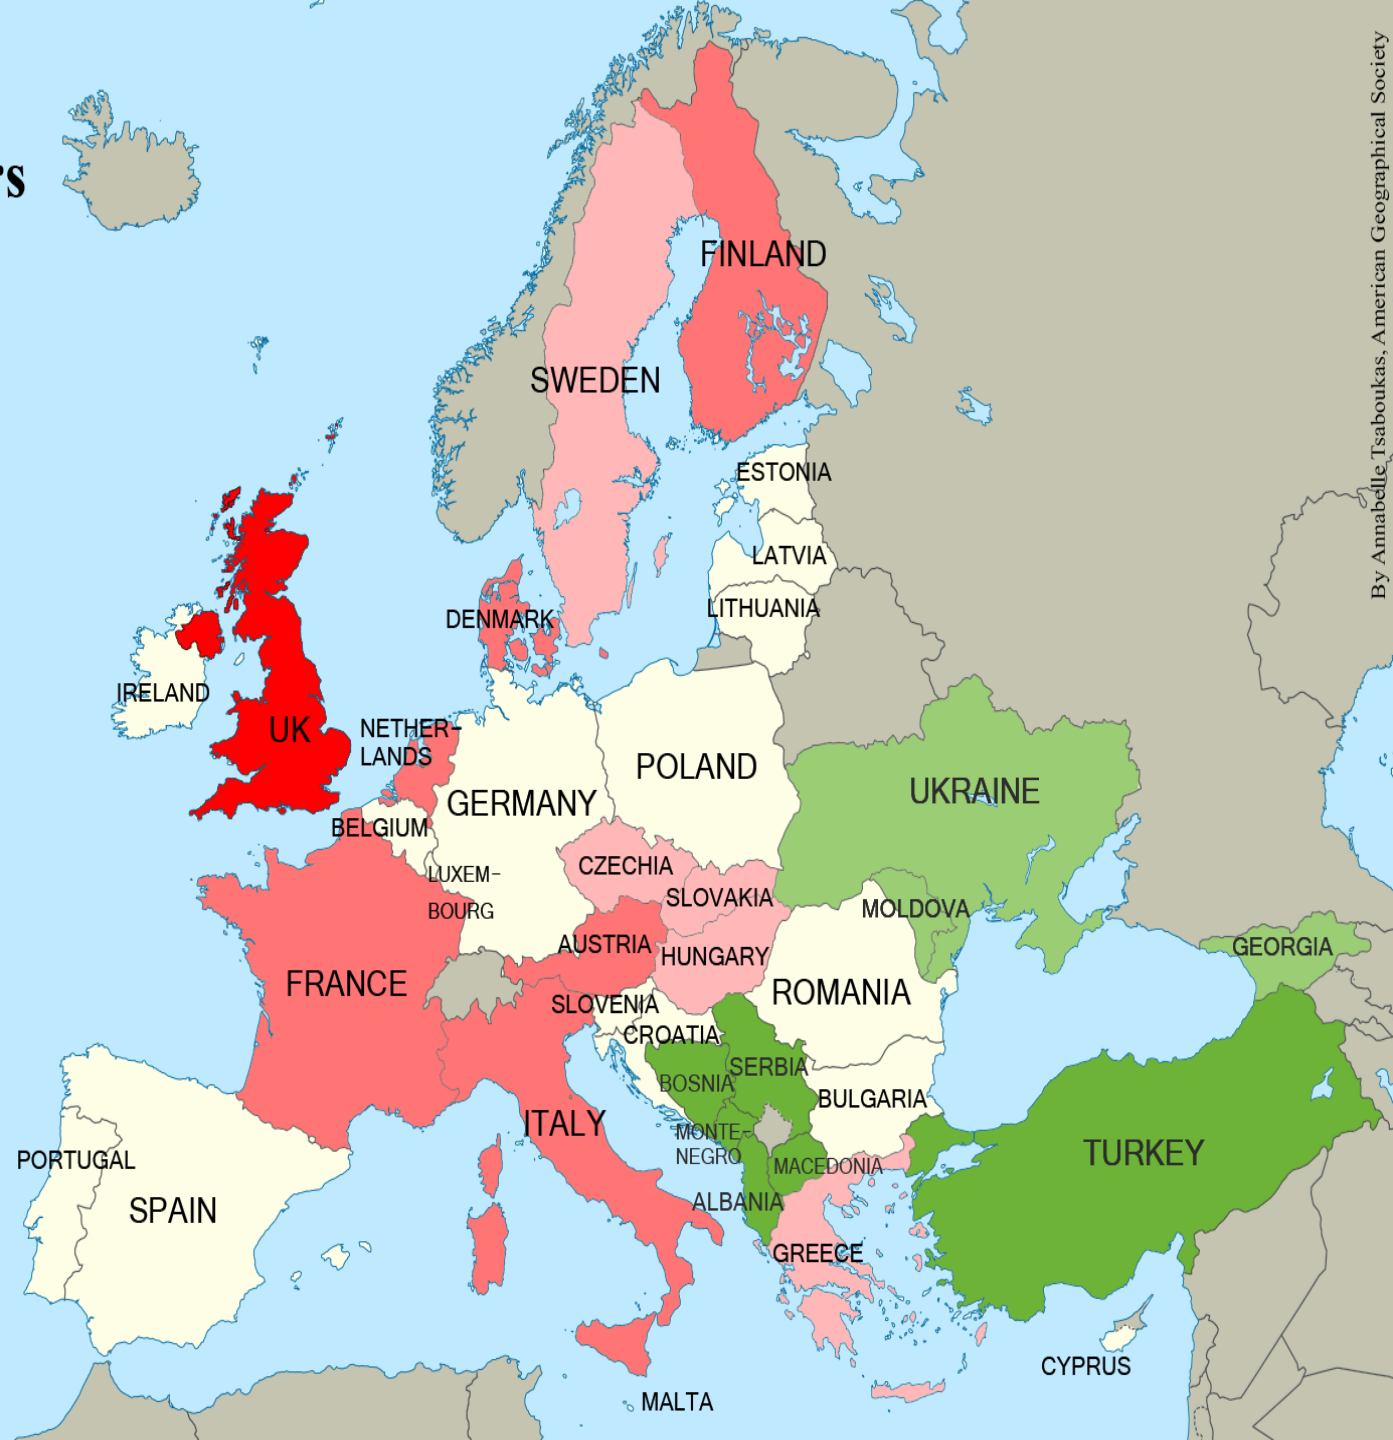 rs
By Annabelle Tsaboukas, American Geographical Society
FINLAND
SWEDEN
ESTONIA
LATVIA
LITHUANIA
DENMARK
IRELAND
UK
NETHER-
LANDS
POLAND
UKRAINE
GERMANY
BELGIUM
LUXEM-
BOURG
CZECHIA
SLOVAKIA
MOLDOVA
AUSTRIA
HUNGARY
GEORGIA
FRANCE
ROMANIA
SLOVENIA
CROATIA
SERBIA
BOSNIA
BULGARIA
ITALY
MONTE-
NEGRO
MACEDONIA
TURKEY
PORTUGAL
SPAIN
ALBANIA
GREECE
CYPRUS
MALTA